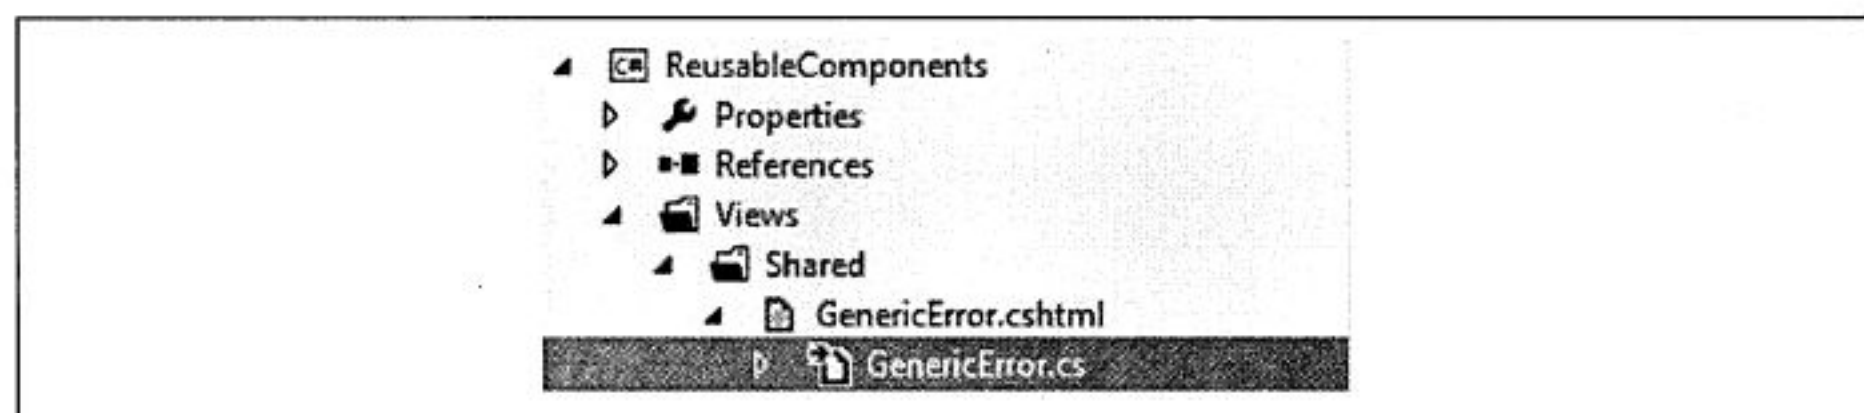 C# ReusableComponents
Properties
References
Views
Shared
GenericError.cshtml
GenericError.cs